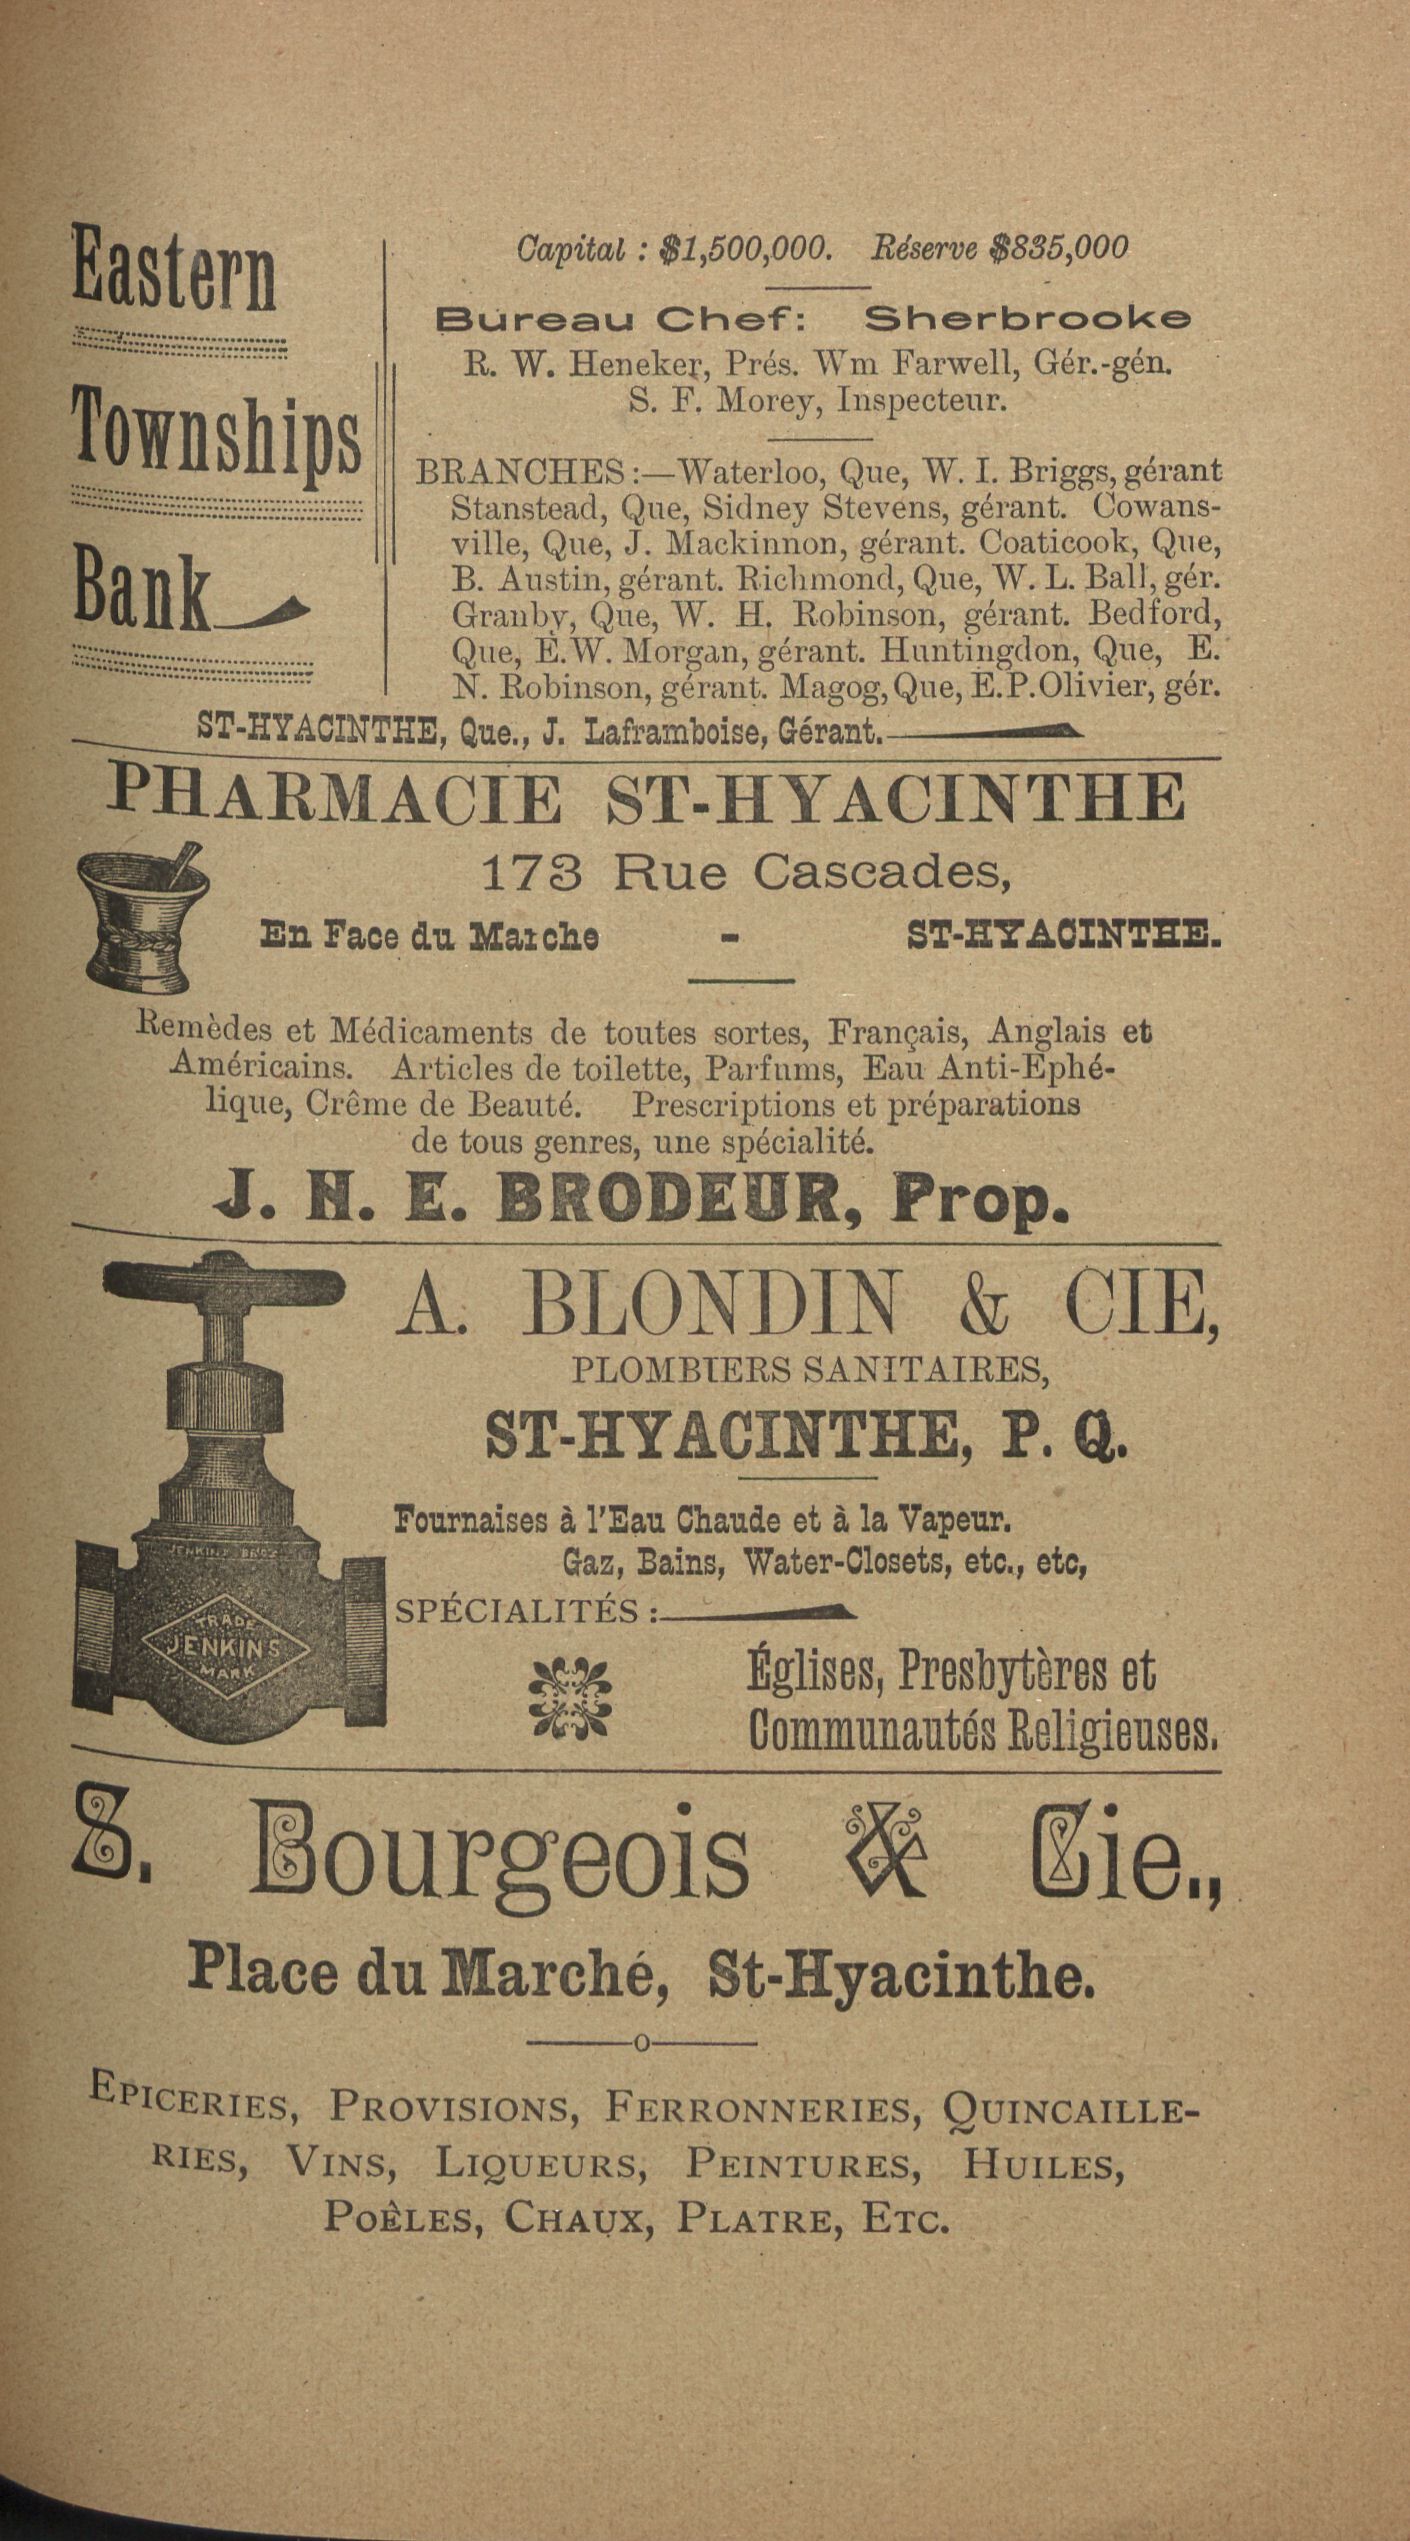 Eastern
Townships
Bank
Capital : $1,500,000. Réserve $835,000
Bureau Chef: Sherbrooke
R. W. Heneker, Prés. Wm Farwell, Gér.-gén.
S. F. Morey, Inspecteur.
BRANCHES :—Waterloo, Que, W. I. Briggs, gérant
Stanstead, Que, Sidney Stevens, gérant. Cowans-
ville, Que, J. Mackinnon, gérant. Coaticook, Que,
B. Austin, gérant. Richmond, Que, W. L. Ball, gér.
Granby, Que, W. H. Robinson, gérant. Bedford,
Que, E.W. Morgan, gérant. Huntingdon, Que, E.
N. Robinson, gérant. Magog, Que, E.P.Olivier, gér.
ST-HYACINTHE, Que., J. Laframboise, Gérant.
PHARMACIE ST-HYACINTHE
173 Rue Cascades,
En Face du Marche - ST-HYACINTHE.
Remèdes et Médicaments de toutes sortes, Français, Anglais et
Américains. Articles de toilette, Parfums, Eau Anti-Ephé-
lique, Crême de Beauté. Prescriptions et préparations
de tous genres, une spécialité.
J. H. E. BRODEUR, Prop.
A. BLONDIN & CIE,
PLOMBIERS SANITAIRES,
ST-HYACINTHE, P. Q.
Fournaises à l'Eau Chaude et à la Vapeur.
Gaz, Bains, Water-Closets, etc., etc,
SPÉCIALITÉS :
Églises, Presbytères et
Communautés Religieuses.
JENKINS BROS
TRADE
JENKINS
MARK
S. Bourgeois & Cie.,
Place du Marché, St-Hyacinthe.
EPICERIES, PROVISIONS, FERRONNERIES, QUINCAILLE-
RIES, VINS, LIQUEURS, PEINTURES, HUILES,
POÊLES, CHAUX, PLATRE, ETC.